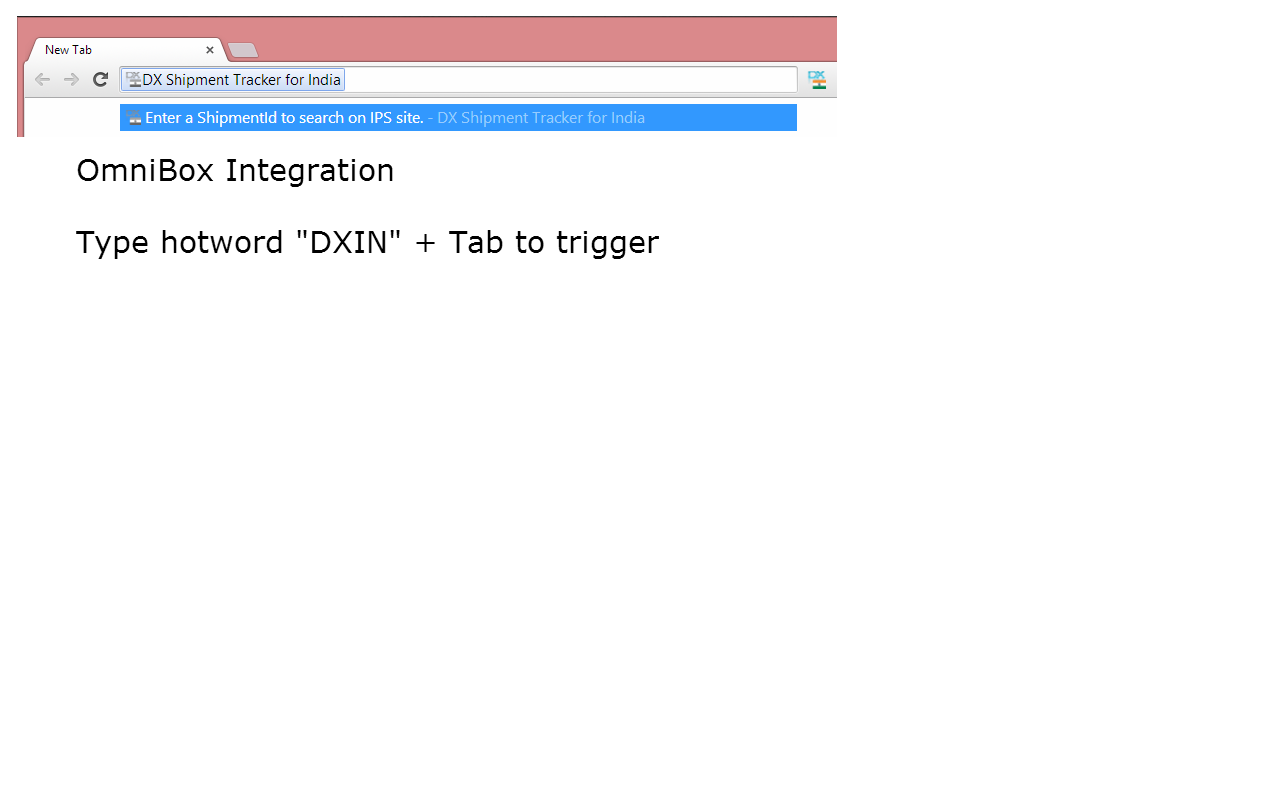 New Tab
DX DX Shipment Tracker for India
DX
Enter a ShipmentId to search on IPS site. - DX Shipment Tracker for India
OmniBox Integration
Type hotword "DXIN" + Tab to trigger